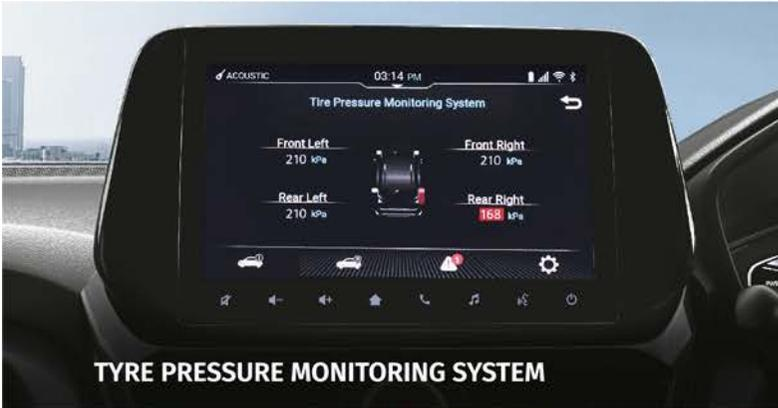 ACOUSTIC
03:14 PM
Tire Pressure Monitoring System
Front Left
210 kPa
Front Right
210 kPa
Rear Left
210 kPa
Rear Right
168 kPa
TYRE PRESSURE MONITORING SYSTEM